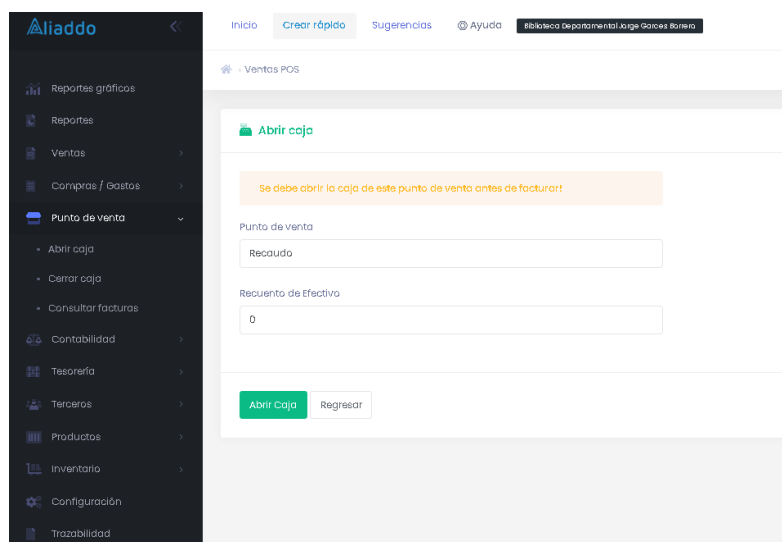 Aliaddo
Inicio Crear rápido Sugerencias Ayuda Biblioteca Departamental Jorge Garces Borrero
Ventas POS
Reportes gráficos
Reportes
Ventas
Compras / Gastos
Punto de venta
Abrir caja
Cerrar caja
Consultar facturas
Contabilidad
Tesorería
Terceros
Productos
Inventario
Configuración
Trazabilidad
Abrir caja
Se debe abrir la caja de este punto de venta antes de facturar!
Punto de venta
Recaudo
Recuento de Efectivo
0
Abrir Caja Regresar